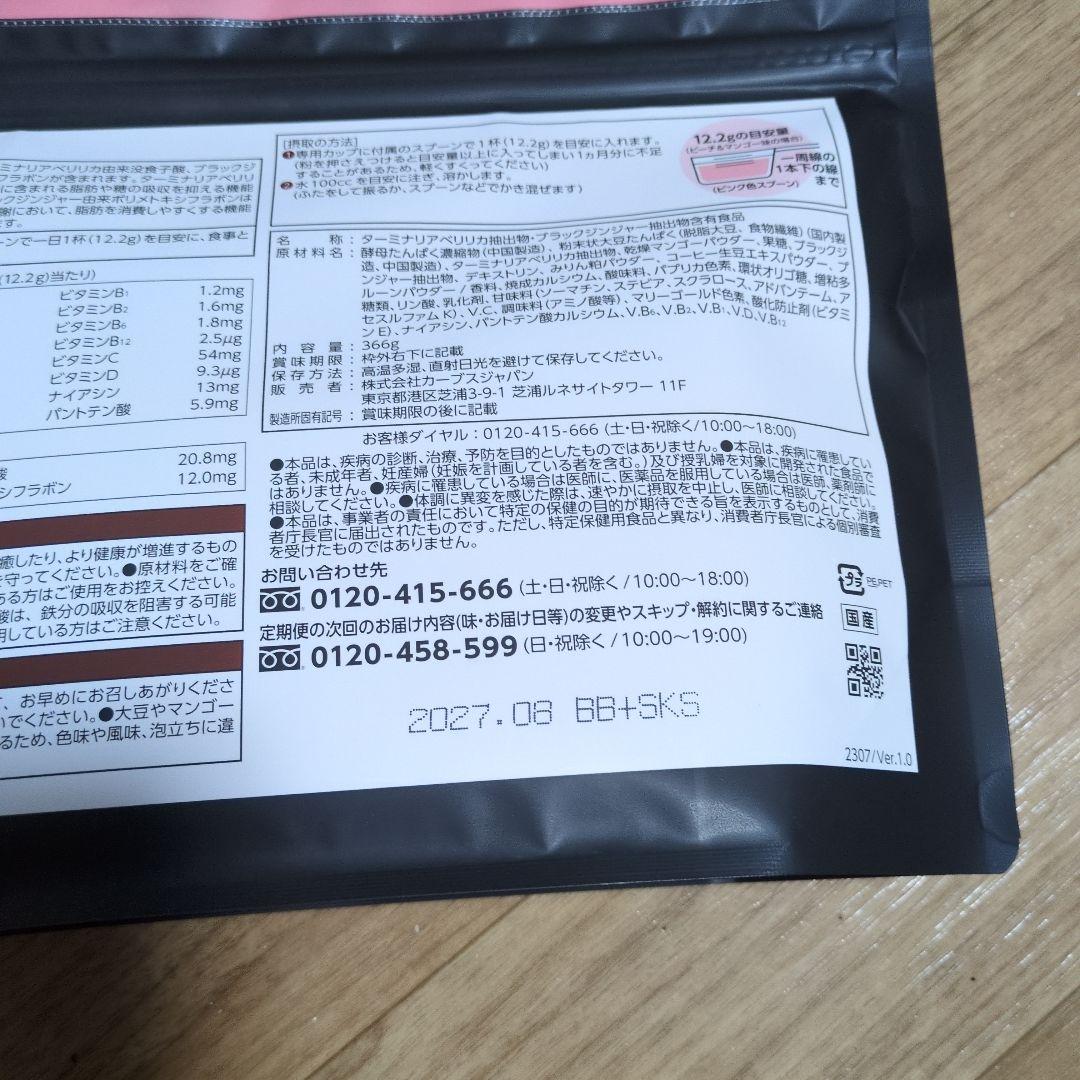 ミナリアベリリカ由来没食子酸、ブラックジ
フラボンが含まれます。ターミナリアベリリ
に含まれる脂肪や糖の吸収を抑える機能
ックジンジャー由来ポリメトキシフラボンは
謝において、脂肪を消費しやすくする機能
す。
ーンで一日1杯(12.2g)を目安に、食事と
(12.2g)当たり)
ビタミンB1 1.2mg
ビタミンB2 1.6mg
ビタミンB6 1.8mg
ビタミンB12 2.5μg
ビタミンC 54mg
ビタミンD 9.3μg
ナイアシン 13mg
パントテン酸 5.9mg
酸 20.8mg
シフラボン 12.0mg
癒したり、より健康が増進するもの
を守ってください。●原材料をご確
ある方はご使用をお控えください。
酸は、鉄分の吸収を阻害する可能
用している方はご注意ください。
、お早めにお召しあがりくださ
いでください。●大豆やマンゴー
るため、色味や風味、泡立ちに違
[摂取の方法]
❶専用カップに付属のスプーンで1杯(12.2g)を目安に入れます。
(粉を押さえつけると目安量以上に入ってしまい1ヵ月分に不足
することがあるため、軽くすくってください)
❷水100ccを目安に注ぎ、溶かします。
(ふたをして振るか、スプーンなどでかき混ぜます)
12.2gの目安量
(ピーチ&マンゴー味の場合)
一周線の
1本下の線
まで
(ピンク色スプーン)
名称：ターミナリアベリリカ抽出物・ブラックジンジャー抽出物含有食品
原材料名：酵母たんぱく濃縮物(中国製造)、粉末状大豆たんぱく(脱脂大豆、食物繊維)(国内製
造、中国製造)、ターミナリアベリリカ抽出物、乾燥マンゴーパウダー、果糖、ブラックジ
ンジャー抽出物、デキストリン、みりん粕パウダー、コーヒー生豆エキスパウダー、プ
ルーンパウダー/香料、焼成カルシウム、酸味料、パプリカ色素、環状オリゴ糖、増粘多
糖類、リン酸、乳化剤、甘味料(ソーマチン、ステビア、スクラロース、アドバンテーム、ア
セスルファムK)、V.C、調味料(アミノ酸等)、マリーゴールド色素、酸化防止剤(ビタミ
ンE)、ナイアシン、パントテン酸カルシウム、V.B6、V.B2、V.B1、V.D、V.B12
内容量：366g
賞味期限：枠外右下に記載
保存方法：高温多湿、直射日光を避けて保存してください。
販売者：株式会社カーブスジャパン
東京都港区芝浦3-9-1 芝浦ルネサイトタワー 11F
製造所固有記号：賞味期限の後に記載
お客様ダイヤル：0120-415-666 (土・日・祝除く/10:00〜18:00)
●本品は、疾病の診断、治療、予防を目的としたものではありません。●本品は、疾病に罹患してい
る者、未成年者、妊産婦(妊娠を計画している者を含む。)及び授乳婦を対象に開発された食品で
はありません。●疾病に罹患している場合は医師に、医薬品を服用している場合は医師、薬剤師に
相談してください。●体調に異変を感じた際は、速やかに摂取を中止し、医師に相談してください。
●本品は、事業者の責任において特定の保健の目的が期待できる旨を表示するものとして、消費
者庁長官に届出されたものです。ただし、特定保健用食品と異なり、消費者庁長官による個別審査
を受けたものではありません。
お問い合わせ先
0120-415-666 (土・日・祝除く/10:00〜18:00)
定期便の次回のお届け内容(味・お届け日等)の変更やスキップ・解約に関するご連絡
0120-458-599 (日・祝除く/10:00〜19:00)
プラ PE,PET
国産
2027.08 BB+SKS
2307/Ver.1.0